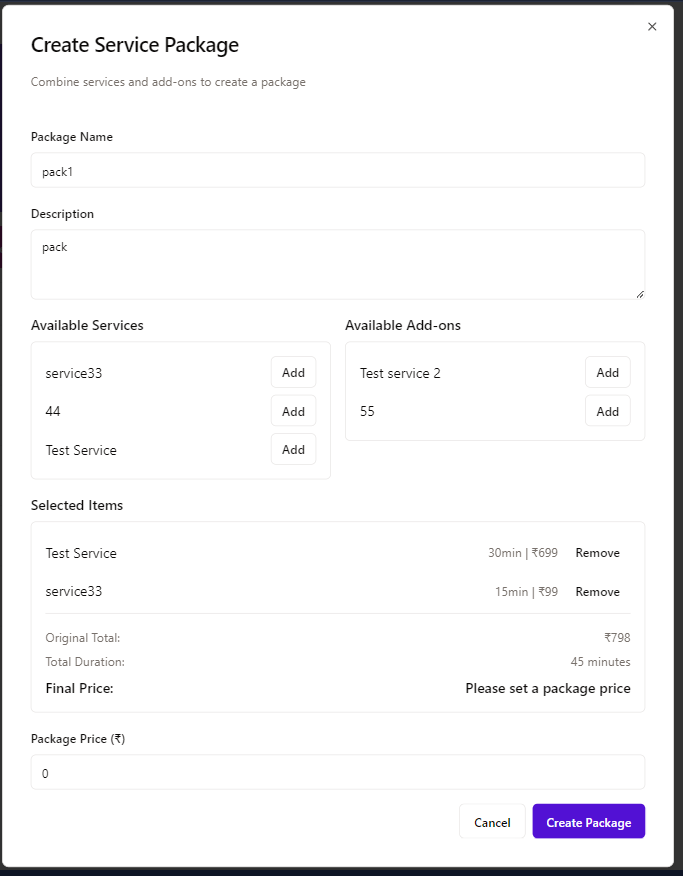 Create Service Package
Combine services and add-ons to create a package
Package Name
pack1
Description
pack
Available Services
service33 Add
44 Add
Test Service Add
Available Add-ons
Test service 2 Add
55 Add
Selected Items
Test Service 30min | ₹699 Remove
service33 15min | ₹99 Remove
Original Total: ₹798
Total Duration: 45 minutes
Final Price: Please set a package price
Package Price (₹)
0
Cancel Create Package